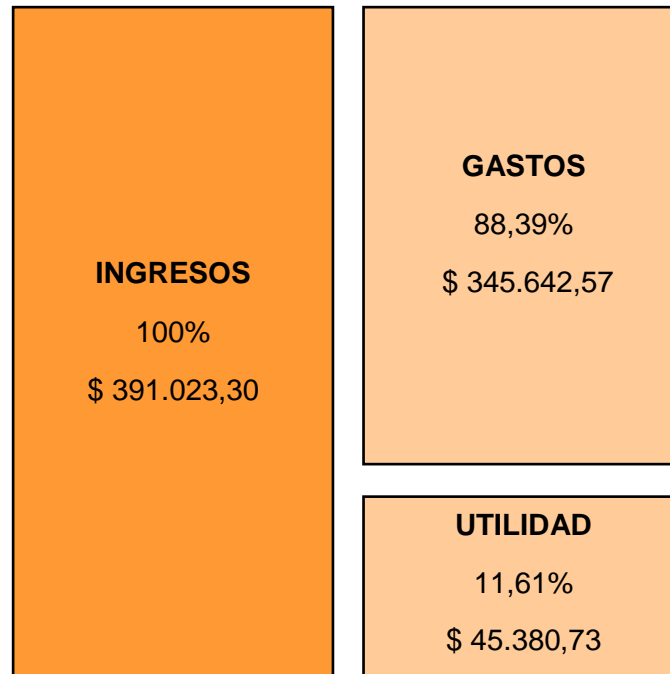 INGRESOS
100%
$ 391.023,30
GASTOS
88,39%
$ 345.642,57
UTILIDAD
11,61%
$ 45.380,73